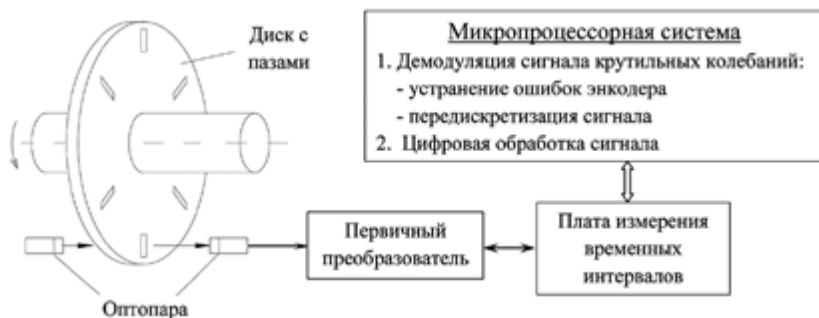 Диск с
пазами
Микропроцессорная система
1. Демодуляция сигнала крутильных колебаний:
- устранение ошибок энкодера
- передискретизация сигнала
2. Цифровая обработка сигнала
Первичный
преобразователь
Плата измерения
временных
интервалов
Оптопара